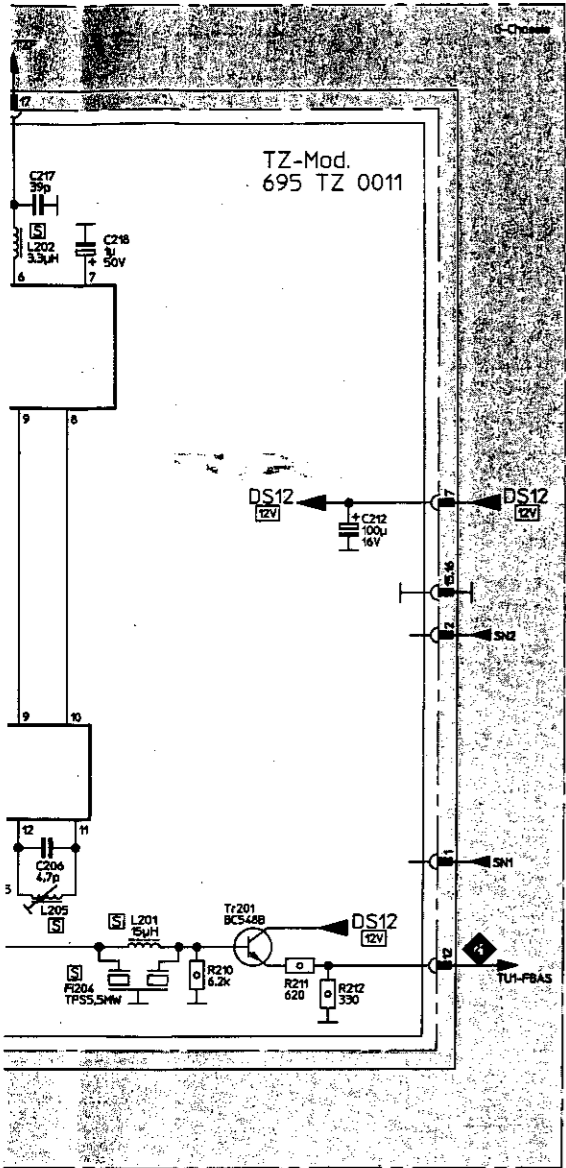 G-Chassis
17
TZ-Mod.
695 TZ 0011
C217
39p
S
L202
3.3µH
C218
1µ
50V
6
7
9
8
DS12
12V
C212
100µ
16V
7
DS12
12V
15,16
2
SN2
9
10
12
11
C206
4,7p
L205
S
1
SN1
Tr201
BC548B
DS12
12V
S
L201
15µH
S
Fi204
TPS5,5MW
R210
6.2k
R211
620
R212
330
12
TU1-FBAS